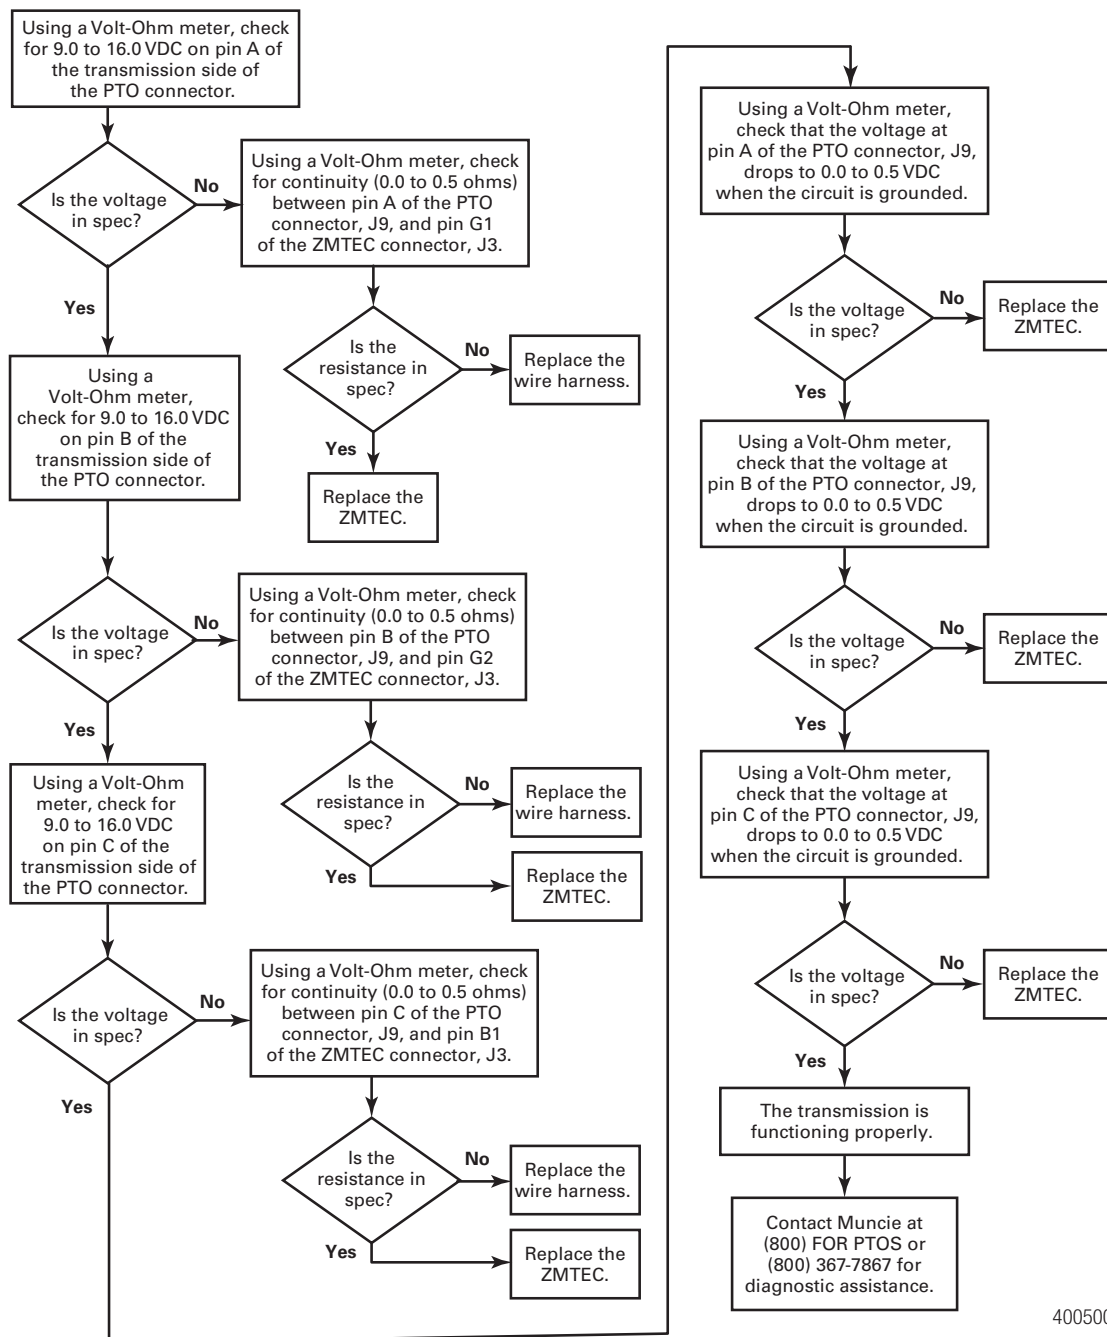 Using a Volt-Ohm meter, check
for 9.0 to 16.0 VDC on pin A of
the transmission side of
the PTO connector.
Is the voltage
in spec?
No
Using a Volt-Ohm meter, check
for continuity (0.0 to 0.5 ohms)
between pin A of the PTO
connector, J9, and pin G1
of the ZMTEC connector, J3.
Is the
resistance in
spec?
No
Replace the
wire harness.
Yes
Replace the
ZMTEC.
Yes
Using a
Volt-Ohm meter,
check for 9.0 to 16.0 VDC
on pin B of the
transmission side of
the PTO connector.
Is the voltage
in spec?
No
Using a Volt-Ohm meter, check
for continuity (0.0 to 0.5 ohms)
between pin B of the PTO
connector, J9, and pin G2
of the ZMTEC connector, J3.
Is the
resistance in
spec?
No
Replace the
wire harness.
Yes
Replace the
ZMTEC.
Yes
Using a Volt-Ohm
meter, check for
9.0 to 16.0 VDC
on pin C of the
transmission side of
the PTO connector.
Is the voltage
in spec?
No
Using a Volt-Ohm meter, check
for continuity (0.0 to 0.5 ohms)
between pin C of the PTO
connector, J9, and pin B1
of the ZMTEC connector, J3.
Is the
resistance in
spec?
No
Replace the
wire harness.
Yes
Replace the
ZMTEC.
Yes
Using a Volt-Ohm meter,
check that the voltage at
pin A of the PTO connector, J9,
drops to 0.0 to 0.5 VDC
when the circuit is grounded.
Is the voltage
in spec?
No
Replace the
ZMTEC.
Yes
Using a Volt-Ohm meter,
check that the voltage at
pin B of the PTO connector, J9,
drops to 0.0 to 0.5 VDC
when the circuit is grounded.
Is the voltage
in spec?
No
Replace the
ZMTEC.
Yes
Using a Volt-Ohm meter,
check that the voltage at
pin C of the PTO connector, J9,
drops to 0.0 to 0.5 VDC
when the circuit is grounded.
Is the voltage
in spec?
No
Replace the
ZMTEC.
Yes
The transmission is
functioning properly.
Contact Muncie at
(800) FOR PTOS or
(800) 367-7867 for
diagnostic assistance.
400500